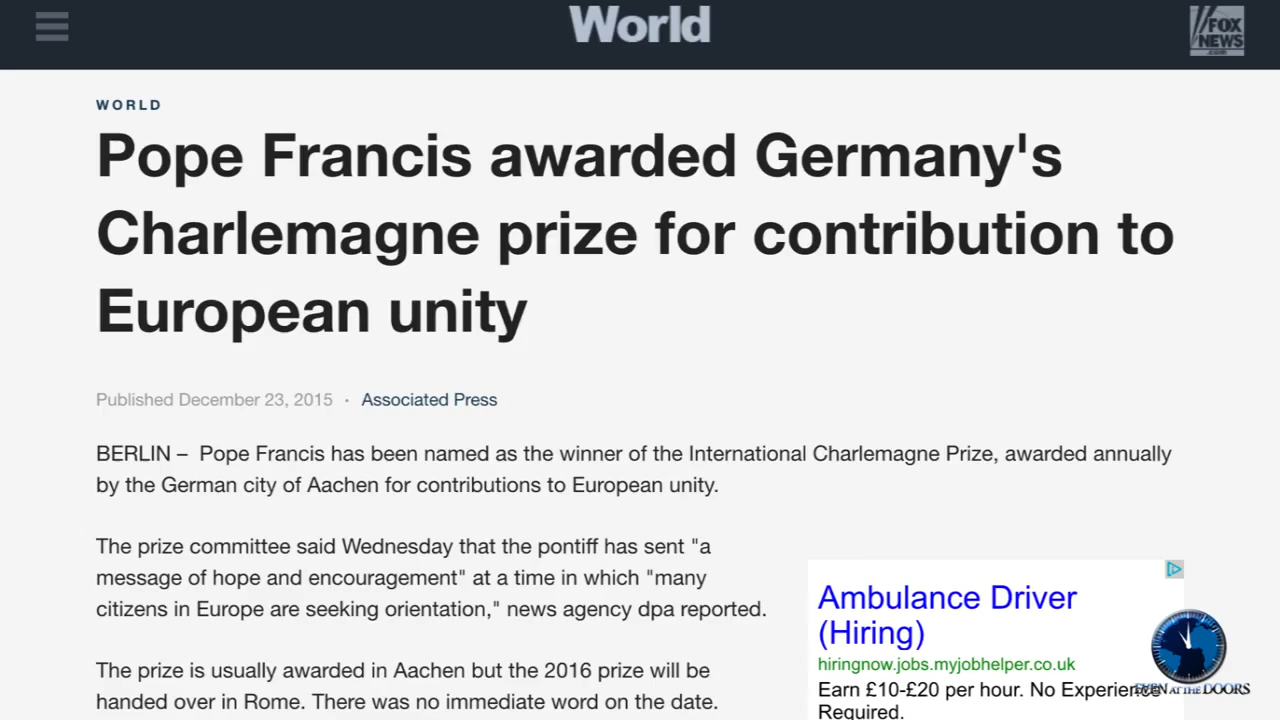 World
FOX
NEWS
.com
WORLD
Pope Francis awarded Germany's
Charlemagne prize for contribution to
European unity
Published December 23, 2015 · Associated Press
BERLIN – Pope Francis has been named as the winner of the International Charlemagne Prize, awarded annually
by the German city of Aachen for contributions to European unity.
The prize committee said Wednesday that the pontiff has sent "a
message of hope and encouragement" at a time in which "many
citizens in Europe are seeking orientation," news agency dpa reported.
The prize is usually awarded in Aachen but the 2016 prize will be
handed over in Rome. There was no immediate word on the date.
Ambulance Driver
(Hiring)
hiringnow.jobs.myjobhelper.co.uk
Earn £10-£20 per hour. No Experience
Required.
EVEN AT THE DOORS